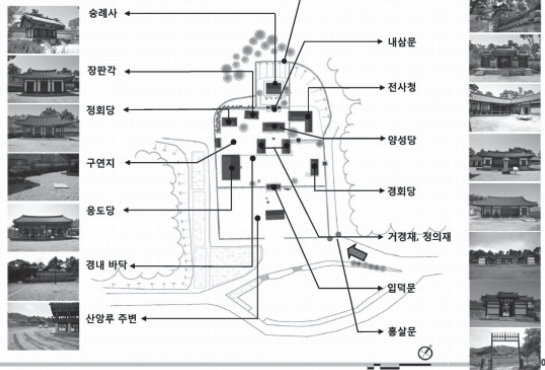 숭례사
장판각
정회당
구연지
응도당
경내 바닥
산앙루 주변
내삼문
전사청
양성당
경회당
거경재, 정의재
입덕문
홍살문